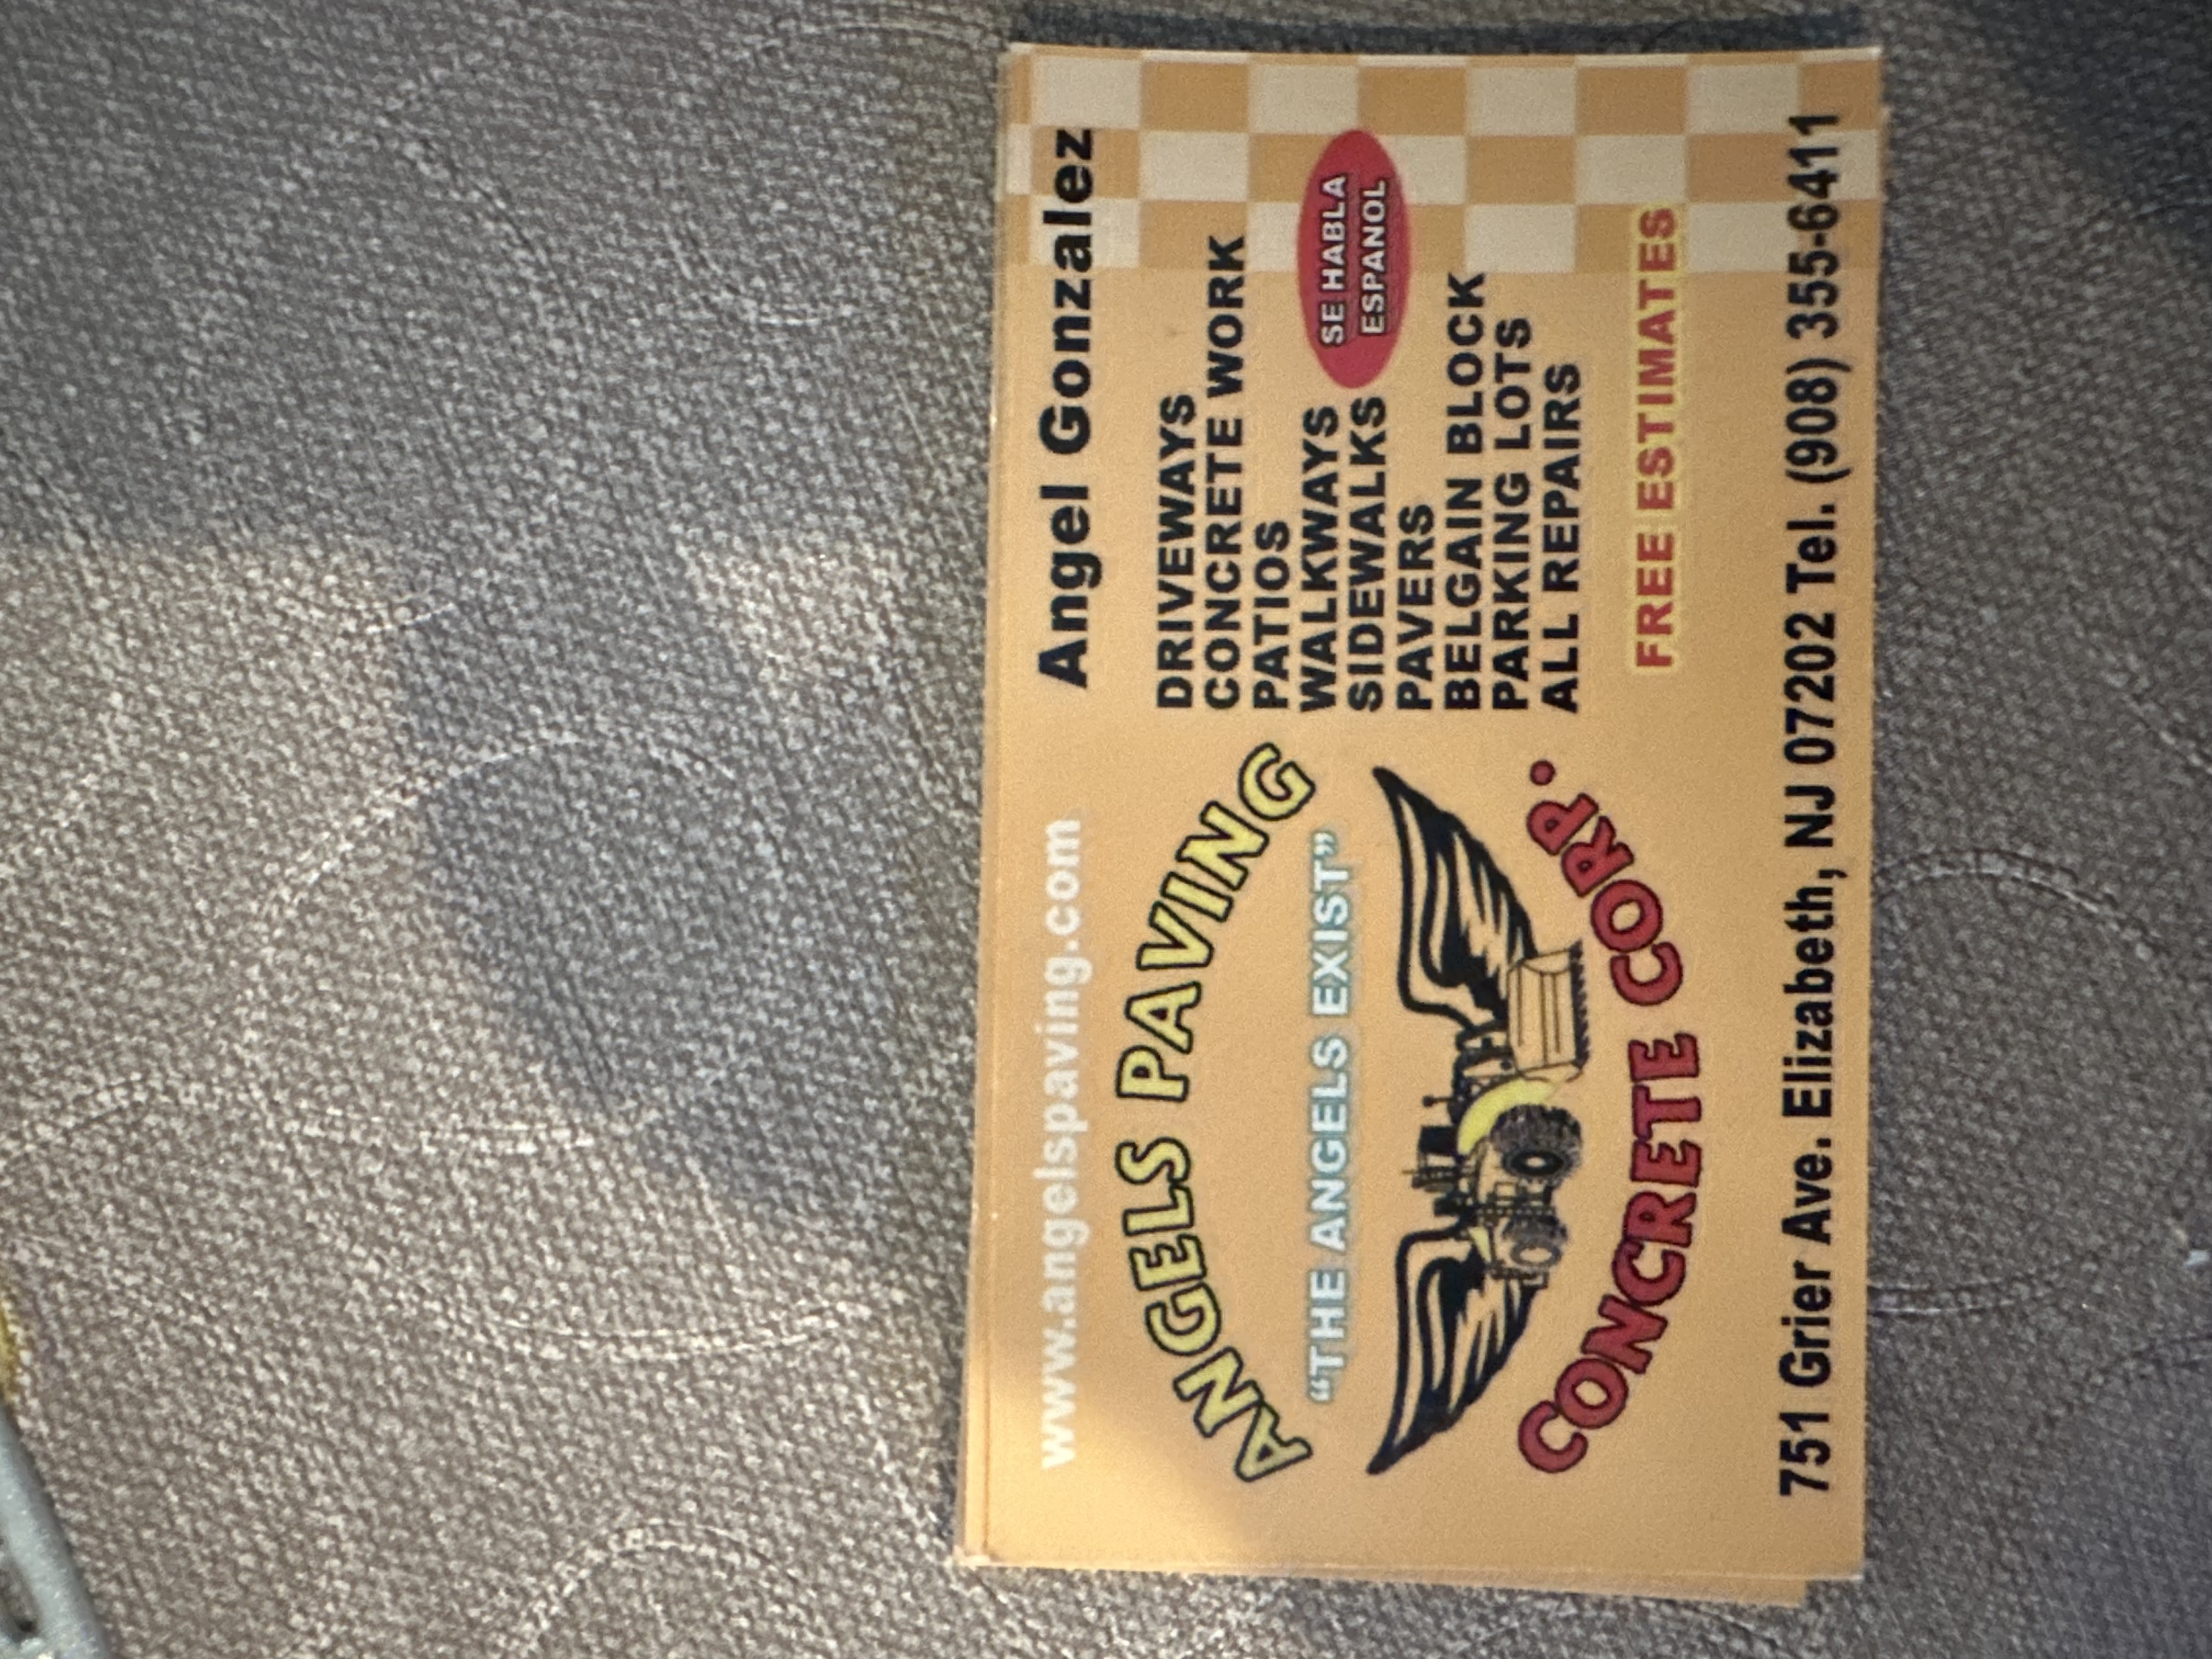 www.angelspaving.com
Angel Gonzalez
ANGELS PAVING
"THE ANGELS EXIST"
CONCRETE CORP.
DRIVEWAYS
CONCRETE WORK
PATIOS
WALKWAYS
SIDEWALKS
PAVERS
BELGAIN BLOCK
PARKING LOTS
ALL REPAIRS
SE HABLA
ESPANOL
FREE ESTIMATES
751 Grier Ave. Elizabeth, NJ 07202 Tel. (908) 355-6411